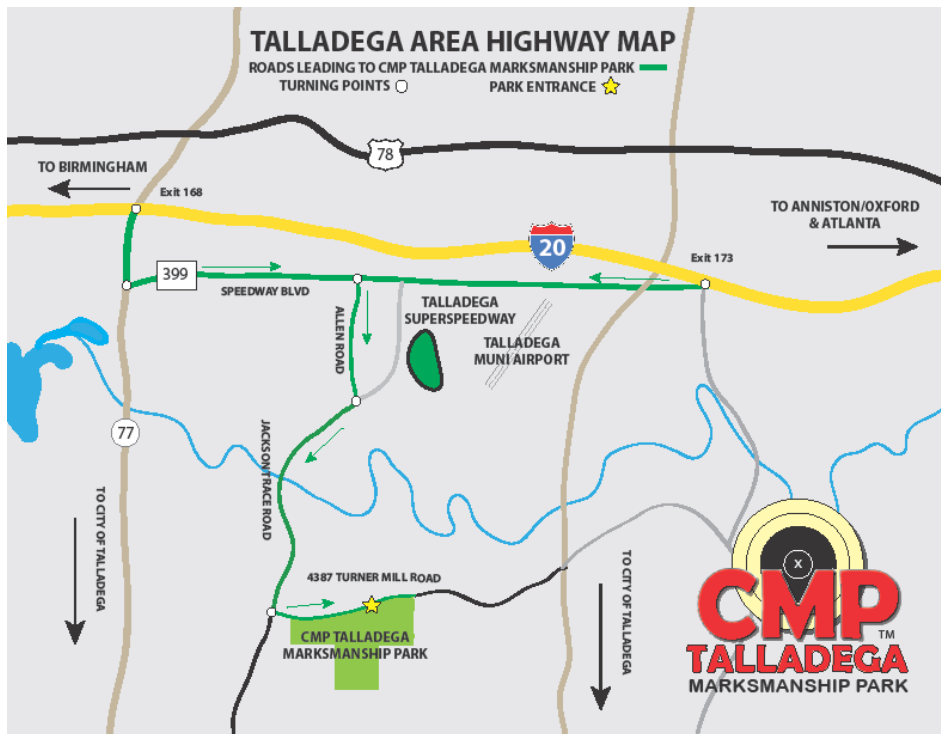 TALLADEGA AREA HIGHWAY MAP
ROADS LEADING TO CMP TALLADEGA MARKSMANSHIP PARK
TURNING POINTS
PARK ENTRANCE
78
TO BIRMINGHAM
Exit 168
TO ANNISTON/OXFORD
& ATLANTA
20
Exit 173
399
SPEEDWAY BLVD
ALLEN ROAD
TALLADEGA
SUPERSPEEDWAY
TALLADEGA
MUNI AIRPORT
77
JACKSON TRACE ROAD
TO CITY OF TALLADEGA
4387 TURNER MILL ROAD
TO CITY OF TALLADEGA
CMP TALLADEGA
MARKSMANSHIP PARK
X
CMP
TM
TALLADEGA
MARKSMANSHIP PARK